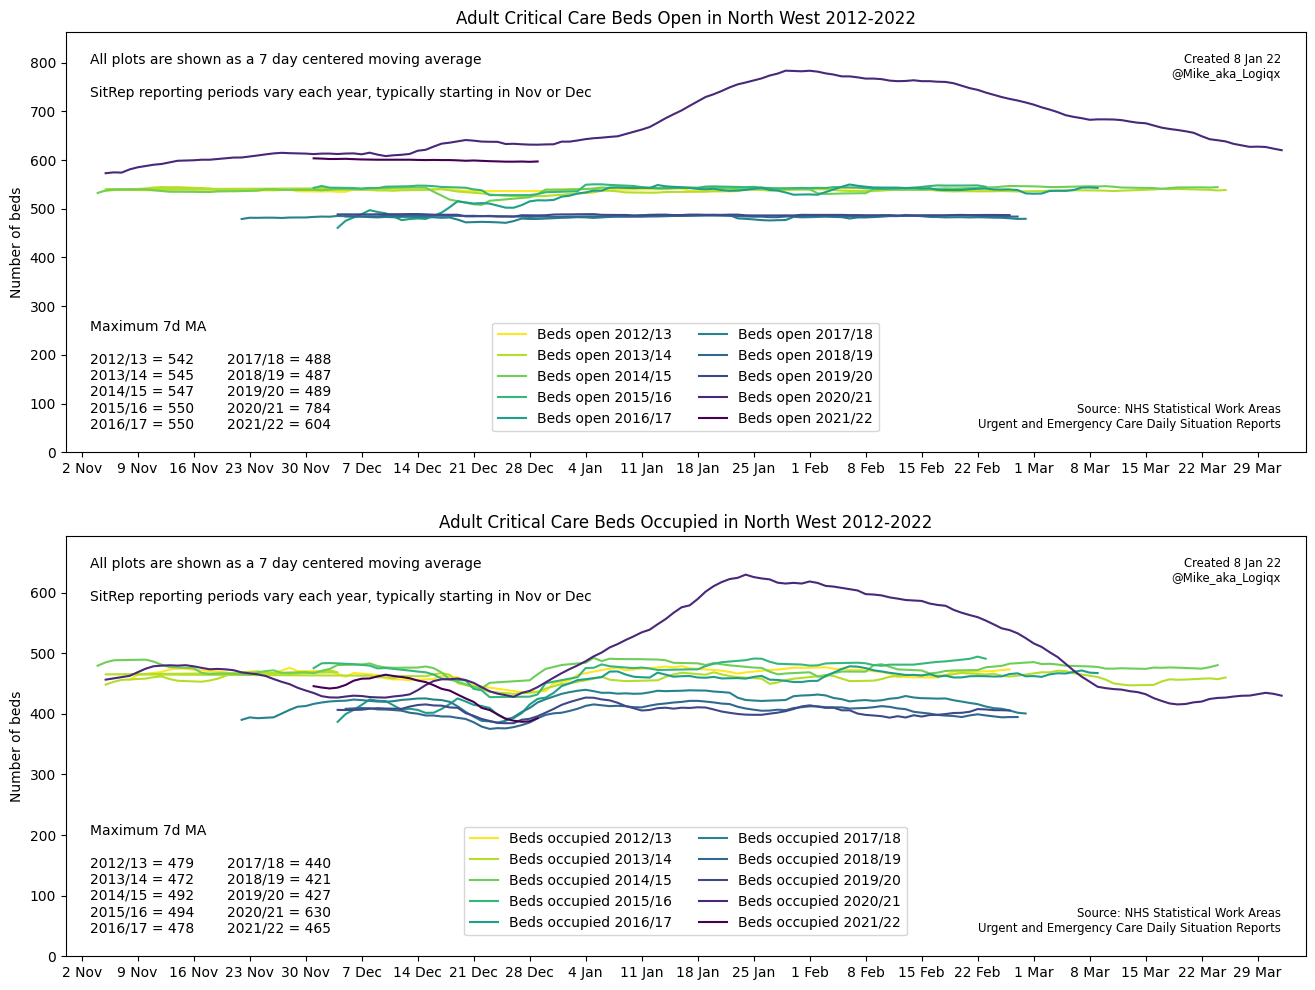 Adult Critical Care Beds Open in North West 2012-2022
All plots are shown as a 7 day centered moving average
SitRep reporting periods vary each year, typically starting in Nov or Dec
Created 8 Jan 22
@Mike_aka_Logiqx
Number of beds
800
700
600
500
400
300
200
100
0
Maximum 7d MA
2012/13 = 542 2017/18 = 488
2013/14 = 545 2018/19 = 487
2014/15 = 547 2019/20 = 489
2015/16 = 550 2020/21 = 784
2016/17 = 550 2021/22 = 604
Beds open 2012/13 Beds open 2017/18
Beds open 2013/14 Beds open 2018/19
Beds open 2014/15 Beds open 2019/20
Beds open 2015/16 Beds open 2020/21
Beds open 2016/17 Beds open 2021/22
Source: NHS Statistical Work Areas
Urgent and Emergency Care Daily Situation Reports
2 Nov 9 Nov 16 Nov 23 Nov 30 Nov 7 Dec 14 Dec 21 Dec 28 Dec 4 Jan 11 Jan 18 Jan 25 Jan 1 Feb 8 Feb 15 Feb 22 Feb 1 Mar 8 Mar 15 Mar 22 Mar 29 Mar
Adult Critical Care Beds Occupied in North West 2012-2022
All plots are shown as a 7 day centered moving average
SitRep reporting periods vary each year, typically starting in Nov or Dec
Created 8 Jan 22
@Mike_aka_Logiqx
Number of beds
600
500
400
300
200
100
0
Maximum 7d MA
2012/13 = 479 2017/18 = 440
2013/14 = 472 2018/19 = 421
2014/15 = 492 2019/20 = 427
2015/16 = 494 2020/21 = 630
2016/17 = 478 2021/22 = 465
Beds occupied 2012/13 Beds occupied 2017/18
Beds occupied 2013/14 Beds occupied 2018/19
Beds occupied 2014/15 Beds occupied 2019/20
Beds occupied 2015/16 Beds occupied 2020/21
Beds occupied 2016/17 Beds occupied 2021/22
Source: NHS Statistical Work Areas
Urgent and Emergency Care Daily Situation Reports
2 Nov 9 Nov 16 Nov 23 Nov 30 Nov 7 Dec 14 Dec 21 Dec 28 Dec 4 Jan 11 Jan 18 Jan 25 Jan 1 Feb 8 Feb 15 Feb 22 Feb 1 Mar 8 Mar 15 Mar 22 Mar 29 Mar